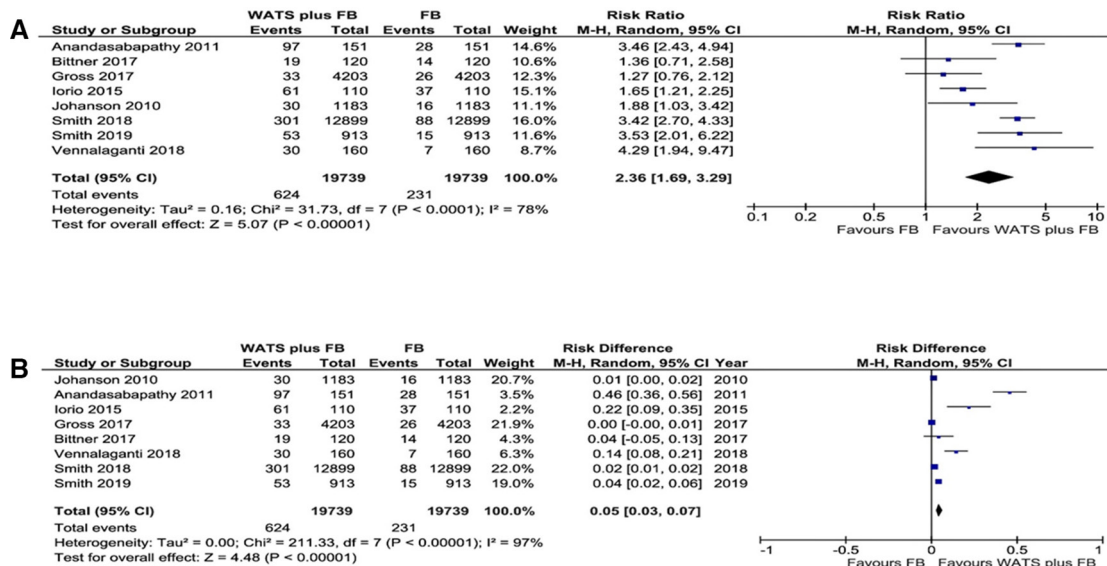 A
WATS plus FB FB Risk Ratio Risk Ratio
Study or Subgroup Events Total Events Total Weight M-H, Random, 95% CI M-H, Random, 95% CI
Anandasabapathy 2011 97 151 28 151 14.6% 3.46 [2.43, 4.94]
Bittner 2017 19 120 14 120 10.6% 1.36 [0.71, 2.58]
Gross 2017 33 4203 26 4203 12.3% 1.27 [0.76, 2.12]
Iorio 2015 61 110 37 110 15.1% 1.65 [1.21, 2.25]
Johanson 2010 30 1183 16 1183 11.1% 1.88 [1.03, 3.42]
Smith 2018 301 12899 88 12899 16.0% 3.42 [2.70, 4.33]
Smith 2019 53 913 15 913 11.6% 3.53 [2.01, 6.22]
Vennalaganti 2018 30 160 7 160 8.7% 4.29 [1.94, 9.47]
Total (95% CI) 19739 19739 100.0% 2.36 [1.69, 3.29]
Total events 624 231
Heterogeneity: Tau² = 0.16; Chi² = 31.73, df = 7 (P < 0.0001); I² = 78%
Test for overall effect: Z = 5.07 (P < 0.00001)
0.1 0.2 0.5 1 2 5 10
Favours FB Favours WATS plus FB
B
WATS plus FB FB Risk Difference Risk Difference
Study or Subgroup Events Total Events Total Weight M-H, Random, 95% CI Year M-H, Random, 95% CI
Johanson 2010 30 1183 16 1183 20.7% 0.01 [0.00, 0.02] 2010
Anandasabapathy 2011 97 151 28 151 3.5% 0.46 [0.36, 0.56] 2011
Iorio 2015 61 110 37 110 2.2% 0.22 [0.09, 0.35] 2015
Gross 2017 33 4203 26 4203 21.9% 0.00 [-0.00, 0.01] 2017
Bittner 2017 19 120 14 120 4.3% 0.04 [-0.05, 0.13] 2017
Vennalaganti 2018 30 160 7 160 6.3% 0.14 [0.08, 0.21] 2018
Smith 2018 301 12899 88 12899 22.0% 0.02 [0.01, 0.02] 2018
Smith 2019 53 913 15 913 19.0% 0.04 [0.02, 0.06] 2019
Total (95% CI) 19739 19739 100.0% 0.05 [0.03, 0.07]
Total events 624 231
Heterogeneity: Tau² = 0.00; Chi² = 211.33, df = 7 (P < 0.00001); I² = 97%
Test for overall effect: Z = 4.48 (P < 0.00001)
-1 -0.5 0 0.5 1
Favours FB Favours WATS plus FB